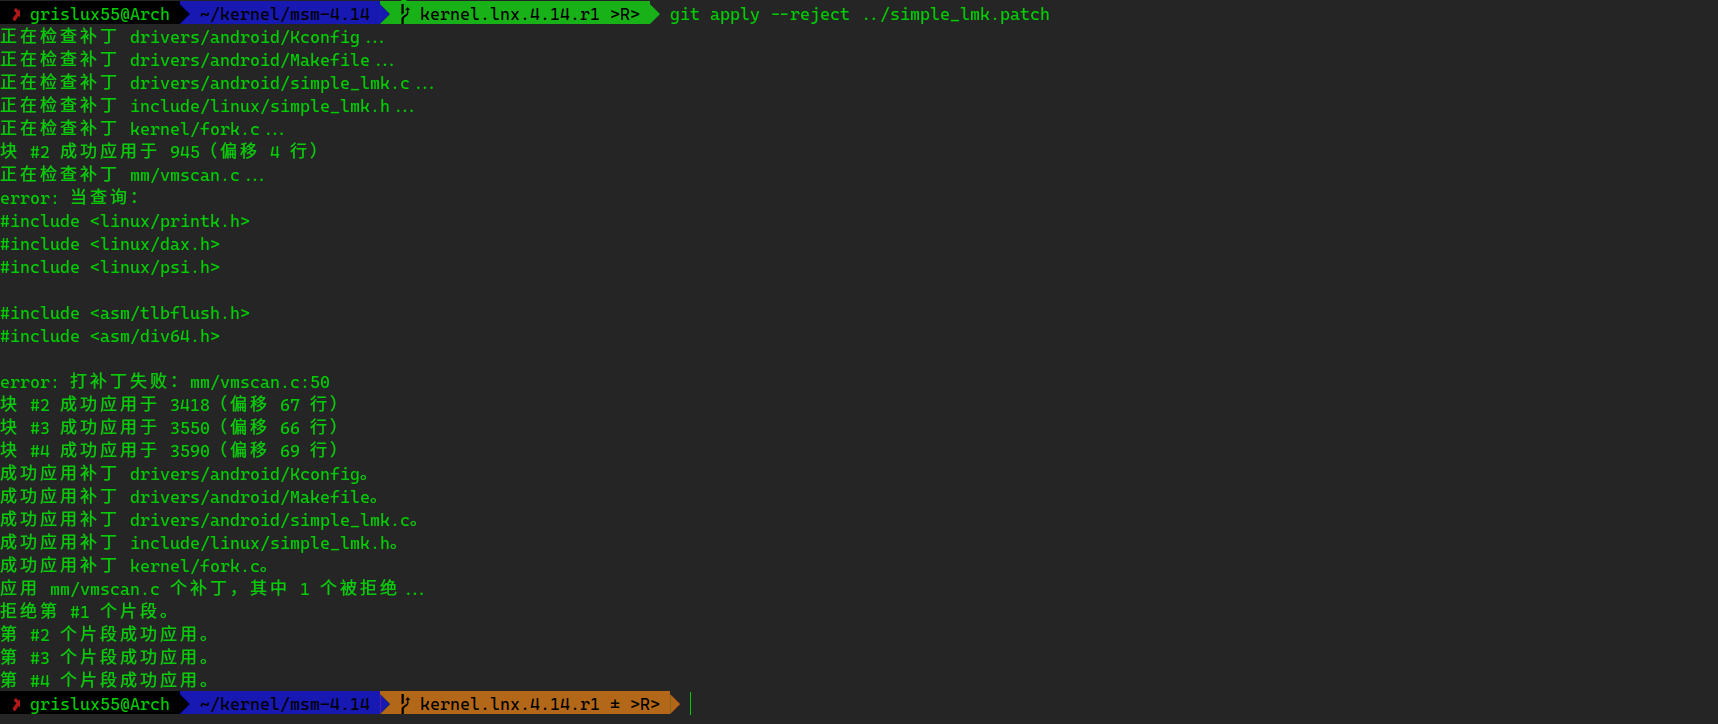 ✗ grislux55@Arch ~/kernel/msm-4.14 kernel.lnx.4.14.r1 >R> git apply --reject ../simple_lmk.patch
正在检查补丁 drivers/android/Kconfig...
正在检查补丁 drivers/android/Makefile...
正在检查补丁 drivers/android/simple_lmk.c...
正在检查补丁 include/linux/simple_lmk.h...
正在检查补丁 kernel/fork.c...
块 #2 成功应用于 945（偏移 4 行）
正在检查补丁 mm/vmscan.c...
error: 当查询：
#include <linux/printk.h>
#include <linux/dax.h>
#include <linux/psi.h>
#include <asm/tlbflush.h>
#include <asm/div64.h>
error: 打补丁失败：mm/vmscan.c:50
块 #2 成功应用于 3418（偏移 67 行）
块 #3 成功应用于 3550（偏移 66 行）
块 #4 成功应用于 3590（偏移 69 行）
成功应用补丁 drivers/android/Kconfig。
成功应用补丁 drivers/android/Makefile。
成功应用补丁 drivers/android/simple_lmk.c。
成功应用补丁 include/linux/simple_lmk.h。
成功应用补丁 kernel/fork.c。
应用 mm/vmscan.c 个补丁，其中 1 个被拒绝...
拒绝第 #1 个片段。
第 #2 个片段成功应用。
第 #3 个片段成功应用。
第 #4 个片段成功应用。
✗ grislux55@Arch ~/kernel/msm-4.14 kernel.lnx.4.14.r1 ± >R>